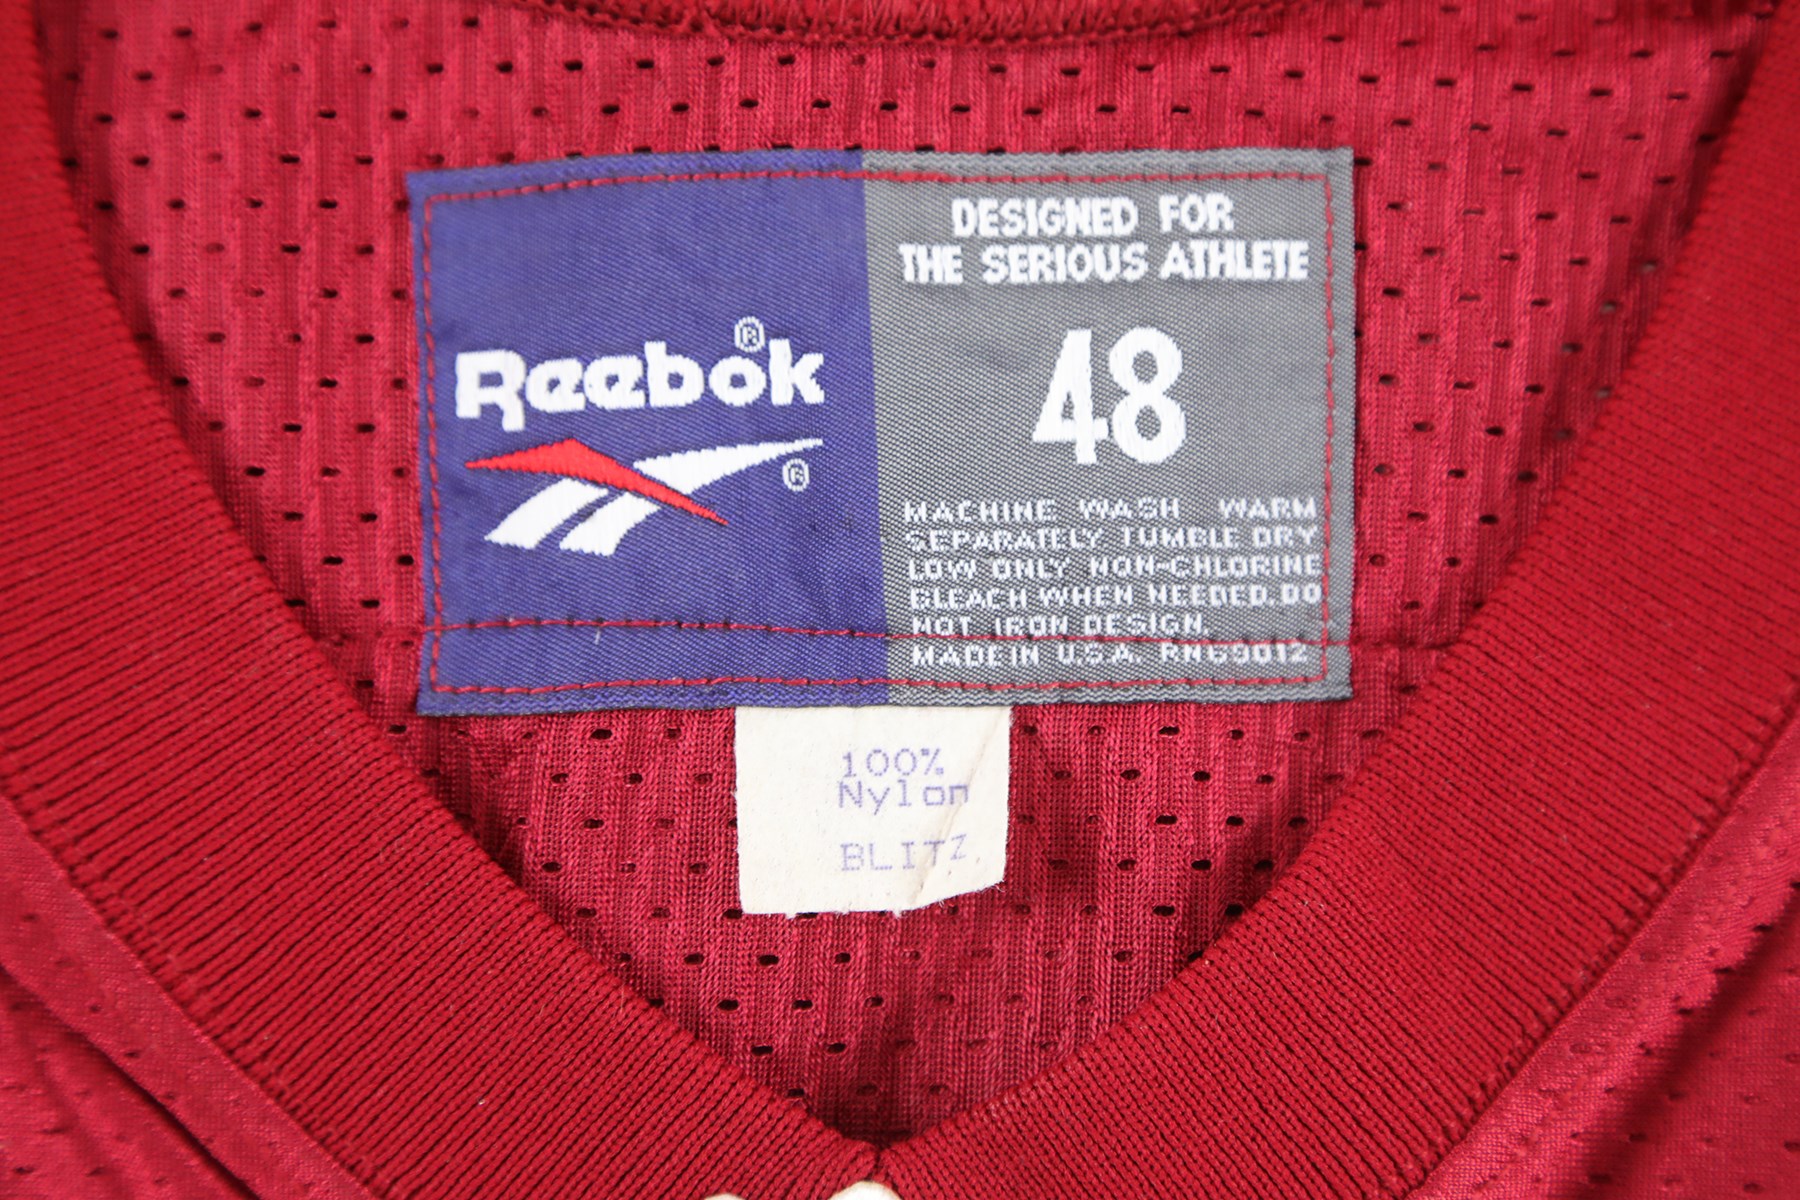 Reebok®
®
DESIGNED FOR
THE SERIOUS ATHLETE
48
MACHINE WASH WARM
SEPARATELY TUMBLE DRY
LOW ONLY NON-CHLORINE
BLEACH WHEN NEEDED. DO
NOT IRON DESIGN.
MADE IN U.S.A. RN69012
100%
Nylon
BLITZ